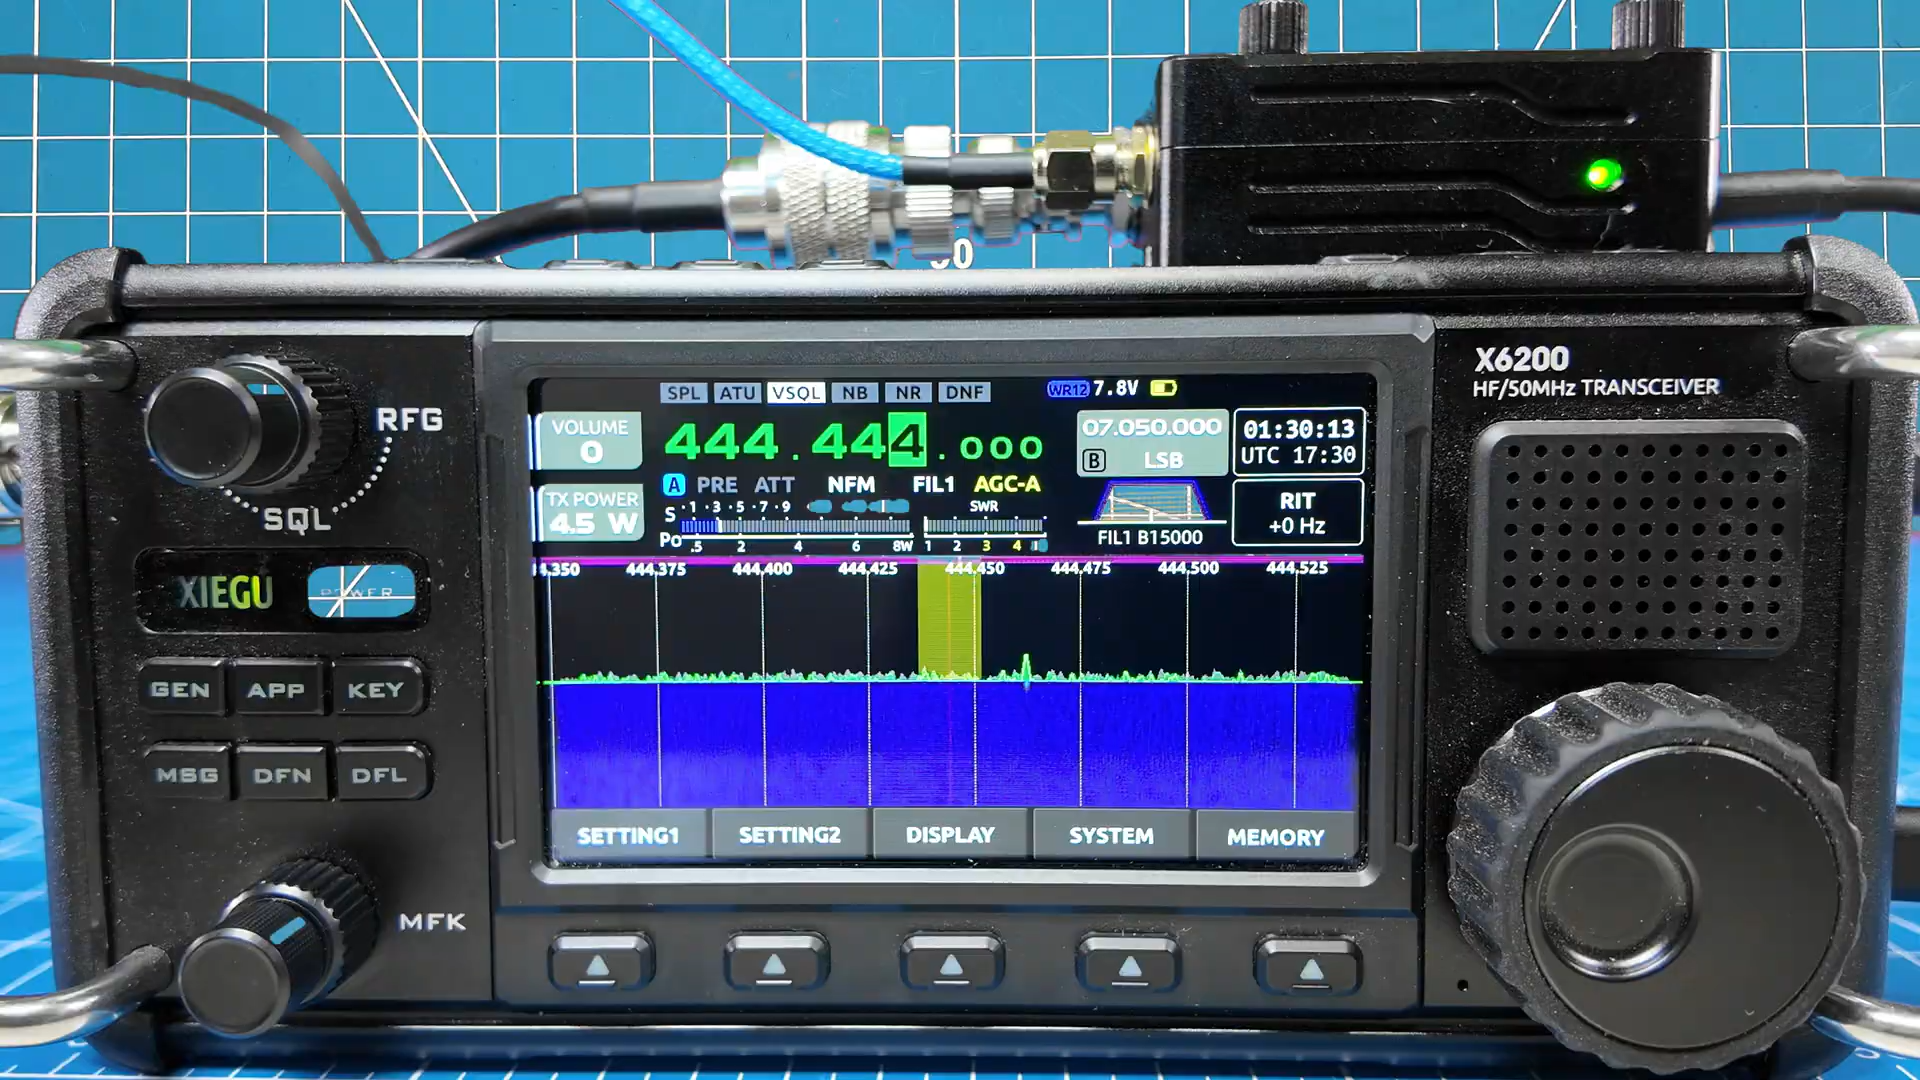 X6200
HF/50MHz TRANSCEIVER
RFG
SQL
XIEGU
POWER
GEN APP KEY
MSG DFN DFL
MFK
SPL ATU VSQL NB NR DNF
WR12 7.8V
VOLUME
0
444.444.000
07.050.000
B LSB
01:30:13
UTC 17:30
TX POWER
4.5 W
A PRE ATT NFM FIL1 AGC-A
S 1 3 5 7 9
SWR
Po .5 2 4 6 8W 1 2 3 4
FIL1 B15000
RIT
+0 Hz
4.350 444.375 444.400 444.425 444.450 444.475 444.500 444.525
SETTING1 SETTING2 DISPLAY SYSTEM MEMORY